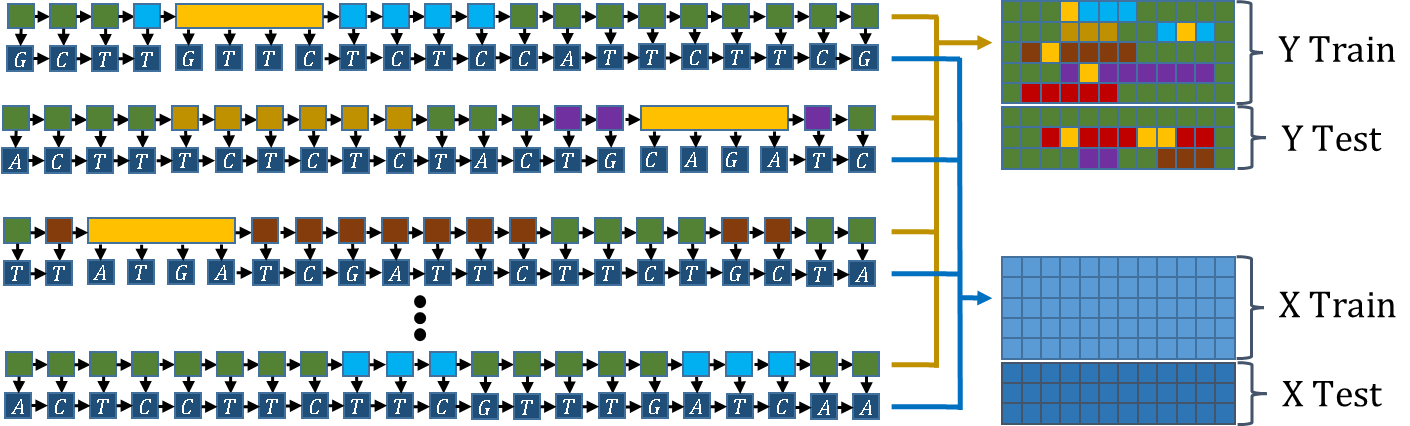 G C T T G T T C T C T C C A T T C T T C G
A C T T T C T C T C T A C T G C A G A T C
T T A T G A T C G A T T C T T C T G C T A
A C T C C T T C T T C G T T T G A T C A A
Y Train
Y Test
X Train
X Test